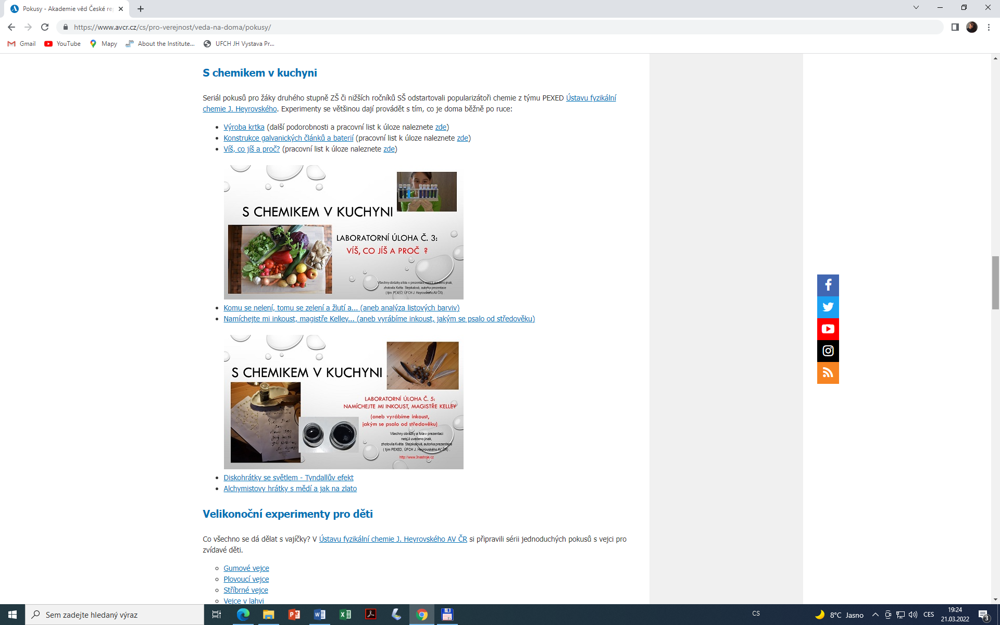 Pokusy - Akademie věd České re
https://www.avcr.cz/cs/pro-verejnost/veda-na-doma/pokusy/
Gmail
YouTube
Mapy
About the Institute...
UFCH JH Vystava Pr...
S chemikem v kuchyni
Seriál pokusů pro žáky druhého stupně ZŠ či nižších ročníků SŠ odstartovali popularizátoři chemie z týmu PEXED Ústavu fyzikální
chemie J. Heyrovského. Experimenty se většinou dají provádět s tím, co je doma běžně po ruce:
Výroba krtka (další podorobnosti a pracovní list k úloze naleznete zde)
Konstrukce galvanických článků a baterií (pracovní list k úloze naleznete zde)
Víš, co jíš a proč? (pracovní list k úloze naleznete zde)
S CHEMIKEM V KUCHYNI
LABORATORNÍ ÚLOHA Č. 3:
VÍŠ, CO JÍŠ A PROČ ?
Všechny obrázky a fota v prezentaci, není li uvedeno jinak,
zhotovila Květa Stejskalová, autorka prezentace
( tým PEXED, ÚFCH J. Heyrovského AV ČR)
Komu se nelení, tomu se zelení a žlutí a... (aneb analýza listových barviv)
Namíchejte mi inkoust, magistře Kelley... (aneb vyrábíme inkoust, jakým se psalo od středověku)
S CHEMIKEM V KUCHYNI
LABORATORNÍ ÚLOHA Č. 5:
NAMÍCHEJTE MI INKOUST, MAGISTŘE KELLEY
(aneb vyrábíme inkoust,
jakým se psalo od středověku)
Všechny obrázky a fota v prezentaci
není li uvedeno jinak,
zhotovila Květa Stejskalová, autorka prezentace
( tým PEXED, ÚFCH J. Heyrovského AV ČR) .
http://www.3nastroje.cz
Diskohrátky se světlem - Tyndallův efekt
Alchymistovy hrátky s mědí a jak na zlato
Velikonoční experimenty pro děti
Co všechno se dá dělat s vajíčky? V Ústavu fyzikální chemie J. Heyrovského AV ČR si připravili sérii jednoduchých pokusů s vejci pro
zvídavé děti.
Gumové vejce
Plovoucí vejce
Stříbrné vejce
Vejce v lahvi
Sem zadejte hledaný výraz
CS
8°C Jasno
CES
19:24
21.03.2022
3